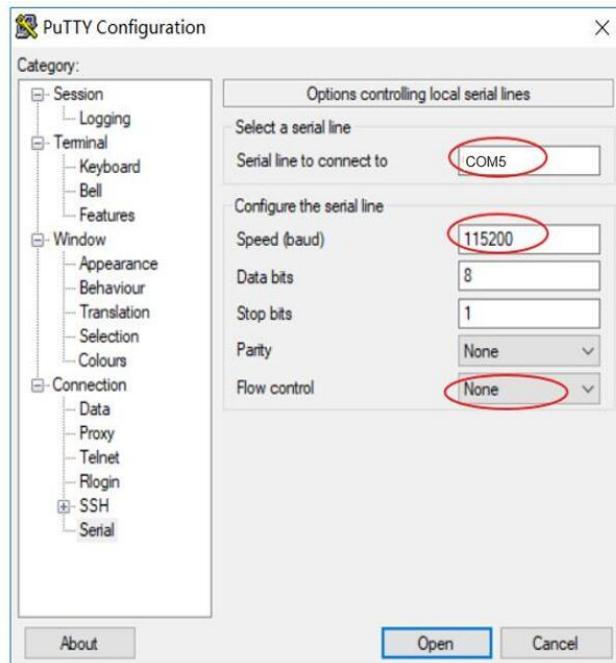 PuTTY Configuration
Category:
Session
Logging
Terminal
Keyboard
Bell
Features
Window
Appearance
Behaviour
Translation
Selection
Colours
Connection
Data
Proxy
Telnet
Rlogin
SSH
Serial
Options controlling local serial lines
Select a serial line
Serial line to connect to COM5
Configure the serial line
Speed (baud) 115200
Data bits 8
Stop bits 1
Parity None
Flow control None
About Open Cancel